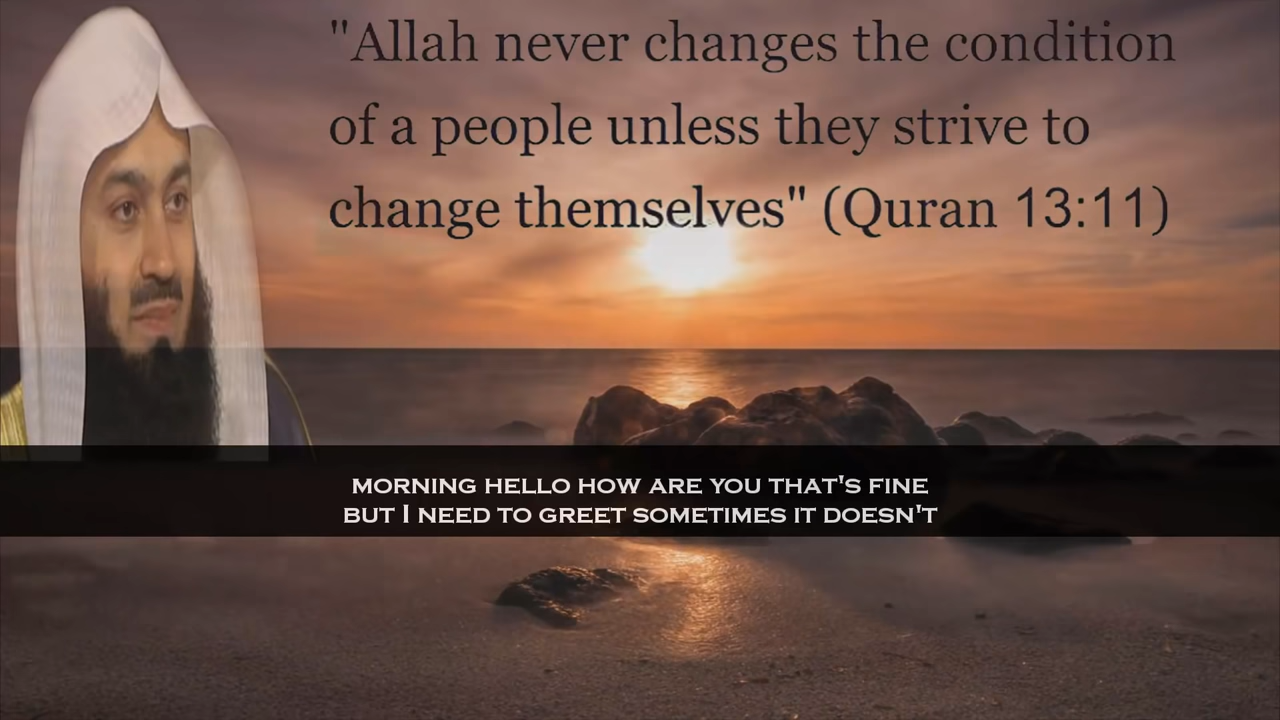 "Allah never changes the condition
of a people unless they strive to
change themselves" (Quran 13:11)
MORNING HELLO HOW ARE YOU THAT'S FINE
BUT I NEED TO GREET SOMETIMES IT DOESN'T